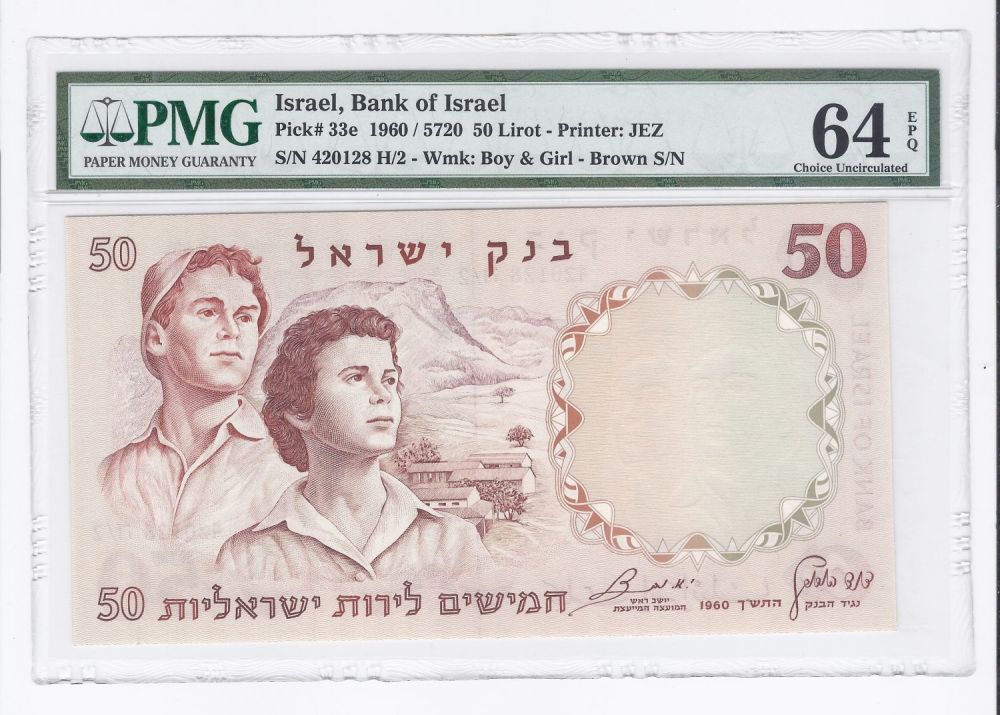 PMG
PAPER MONEY GUARANTY
Israel, Bank of Israel
Pick# 33e 1960 / 5720 50 Lirot - Printer: JEZ
S/N 420128 H/2 - Wmk: Boy & Girl - Brown S/N
64
EPQ
Choice Uncirculated
50
בנק ישראל
50
50 חמישים לירות ישראליות
יושב ראש
המועצה המייעצת
התש"ך 1960
נגיד הבנק